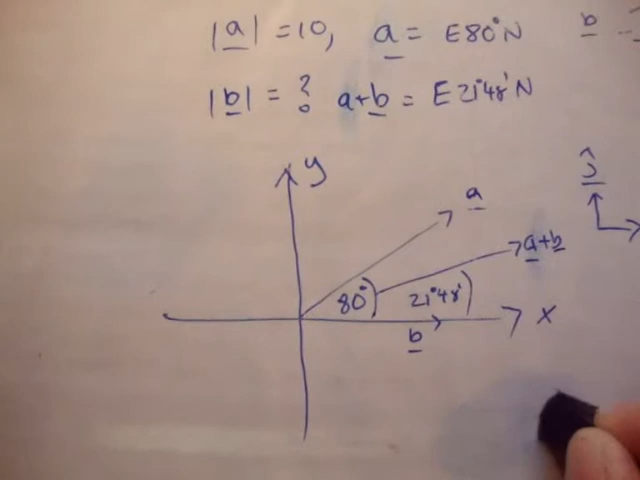 |a| = 10, a = E80°N b
|b| = ? a+b = E21°48'N
y
a
ĵ
a+b
80° 21°48'
x
b